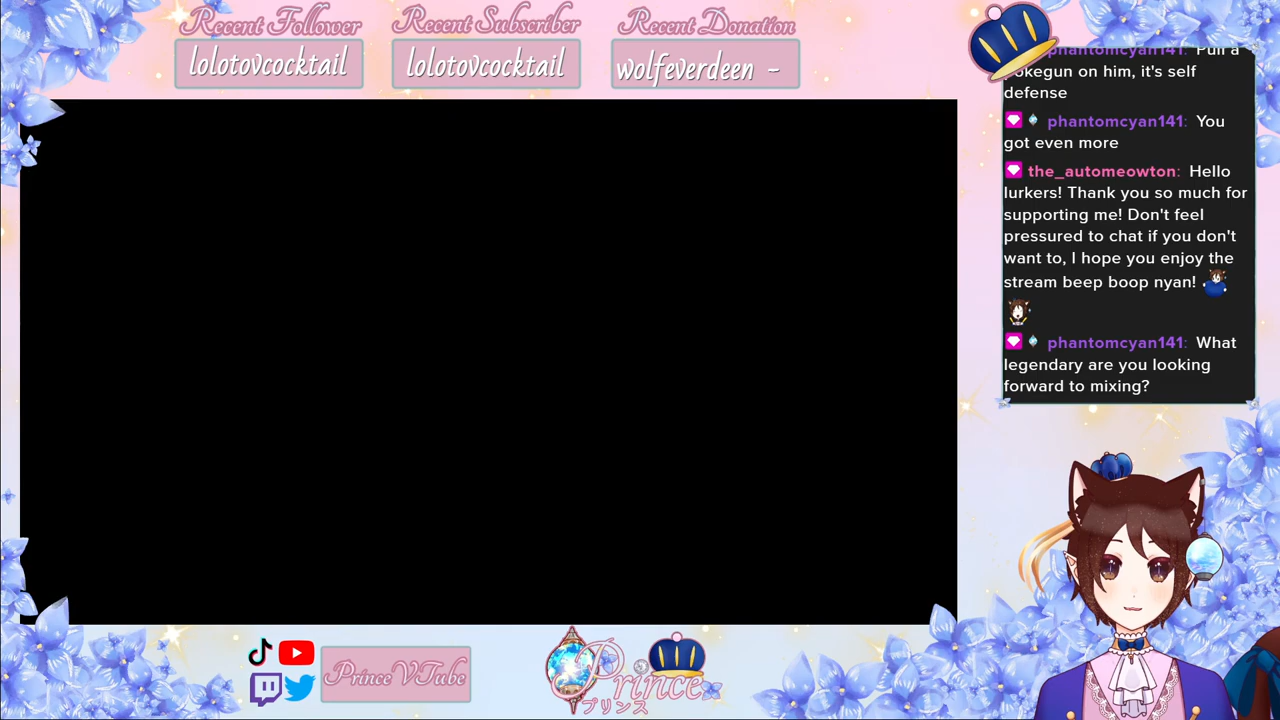 Recent Follower
lolotovcocktail
Recent Subscriber
lolotovcocktail
Recent Donation
wolfeverdeen -
phantomcyan141: Pull a
pokegun on him, it's self
defense
phantomcyan141: You
got even more
the_automeowton: Hello
lurkers! Thank you so much for
supporting me! Don't feel
pressured to chat if you don't
want to, I hope you enjoy the
stream beep boop nyan!
phantomcyan141: What
legendary are you looking
forward to mixing?
Prince VTube
Prince
プリンス